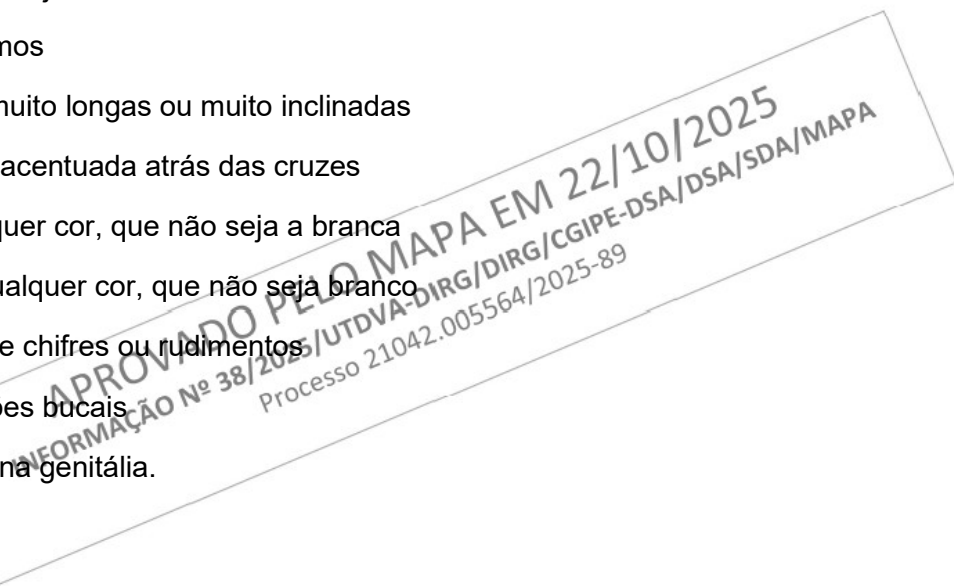 mos
muito longas ou muito inclinadas
acentuada atrás das cruzes
quer cor, que não seja a branca
ualquer cor, que não seja branco
e chifres ou rudimentos
ões bucais
na genitália.
APROVADO PELO MAPA EM 22/10/2025
INFORMAÇÃO Nº 38/2025/UTDVA-DIRG/DIRG/CGIPE-DSA/DSA/SDA/MAPA
Processo 21042.005564/2025-89